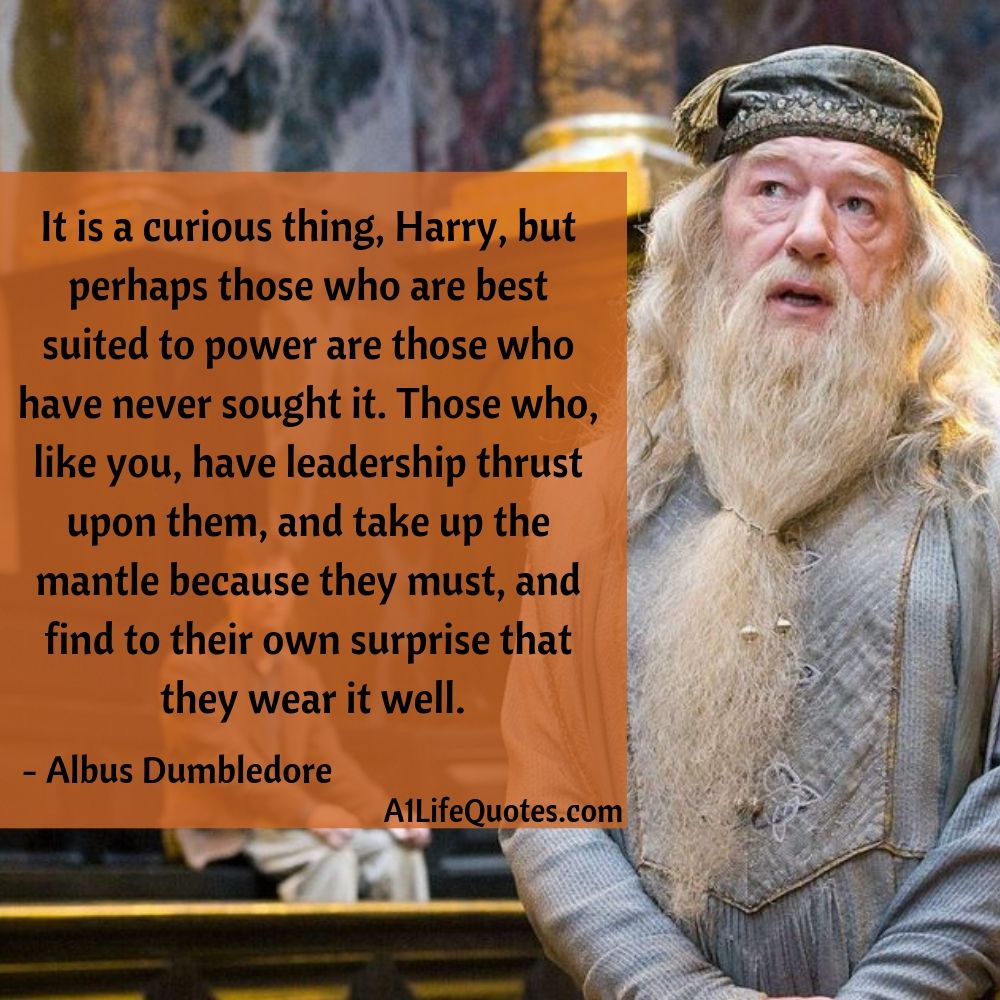 It is a curious thing, Harry, but
perhaps those who are best
suited to power are those who
have never sought it. Those who,
like you, have leadership thrust
upon them, and take up the
mantle because they must, and
find to their own surprise that
they wear it well.
- Albus Dumbledore
A1LifeQuotes.com